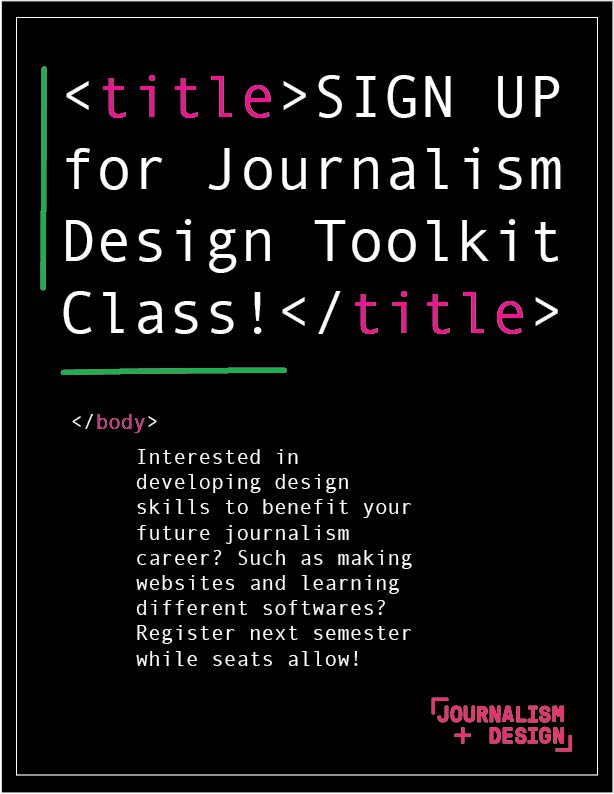 <title>SIGN UP
for Journalism
Design Toolkit
Class!</title>
</body>
Interested in
developing design
skills to benefit your
future journalism
career? Such as making
websites and learning
different softwares?
Register next semester
while seats allow!
JOURNALISM
+ DESIGN